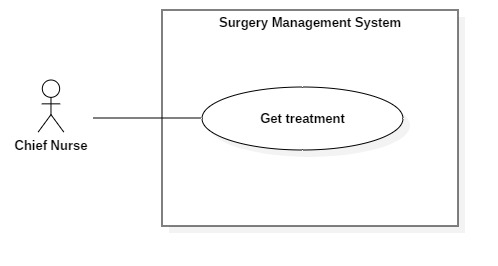 Surgery Management System
Get treatment
Chief Nurse